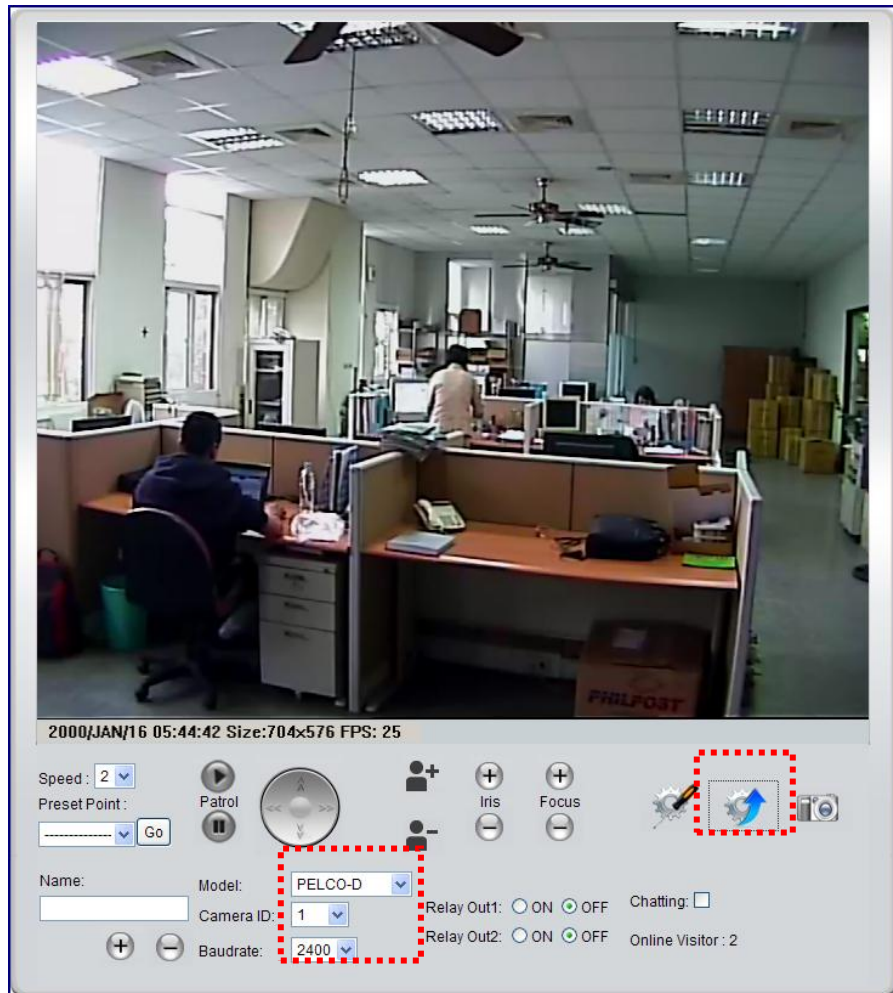 PHILPOST
2000/JAN/16 05:44:42 Size:704x576 FPS: 25
Speed : 2
Preset Point :
-------------- Go
Patrol
Iris
Focus
Name:
Model: PELCO-D
Camera ID: 1
Baudrate: 2400
Relay Out1: ON OFF
Relay Out2: ON OFF
Chatting:
Online Visitor : 2